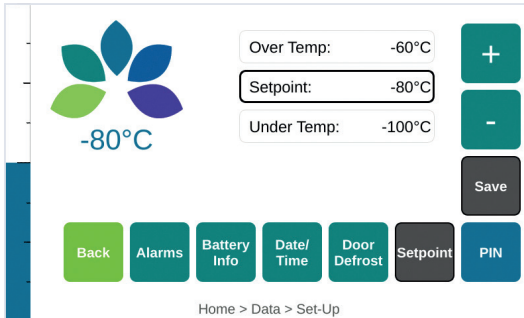 Over Temp: -60°C
+
Setpoint: -80°C
Under Temp: -100°C
-
-80°C
Save
Back
Alarms
Battery
Info
Date/
Time
Door
Defrost
Setpoint
PIN
Home > Data > Set-Up